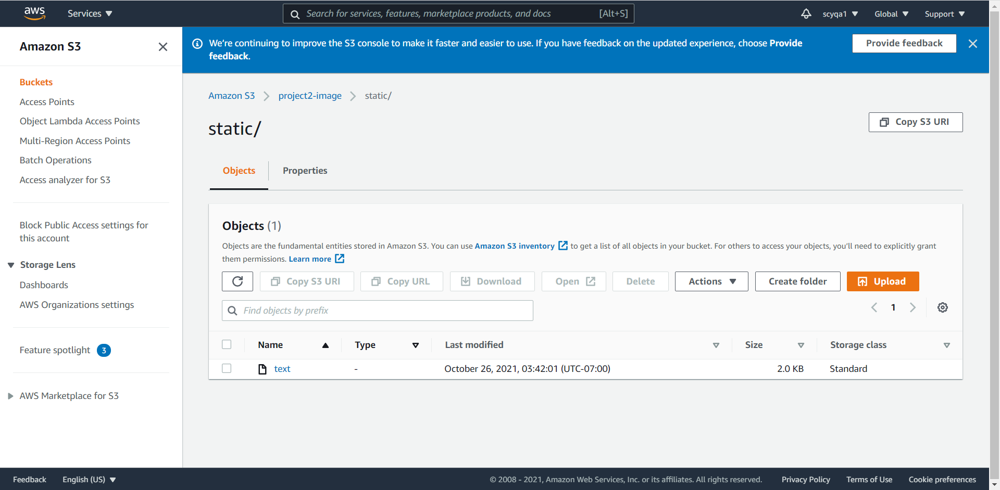 aws
Services
Search for services, features, marketplace products, and docs
[Alt+S]
scyqa1
Global
Support
Amazon S3
Buckets
Access Points
Object Lambda Access Points
Multi-Region Access Points
Batch Operations
Access analyzer for S3
Block Public Access settings for
this account
Storage Lens
Dashboards
AWS Organizations settings
Feature spotlight 3
AWS Marketplace for S3
We're continuing to improve the S3 console to make it faster and easier to use. If you have feedback on the updated experience, choose Provide
feedback.
Provide feedback
Amazon S3
project2-image
static/
static/
Copy S3 URI
Objects
Properties
Objects (1)
Objects are the fundamental entities stored in Amazon S3. You can use Amazon S3 inventory to get a list of all objects in your bucket. For others to access your objects, you'll need to explicitly grant
them permissions. Learn more
Copy S3 URI
Copy URL
Download
Open
Delete
Actions
Create folder
Upload
Find objects by prefix
1
Name
Type
Last modified
Size
Storage class
text
-
October 26, 2021, 03:42:01 (UTC-07:00)
2.0 KB
Standard
Feedback
English (US)
© 2008 - 2021, Amazon Web Services, Inc. or its affiliates. All rights reserved.
Privacy Policy
Terms of Use
Cookie preferences